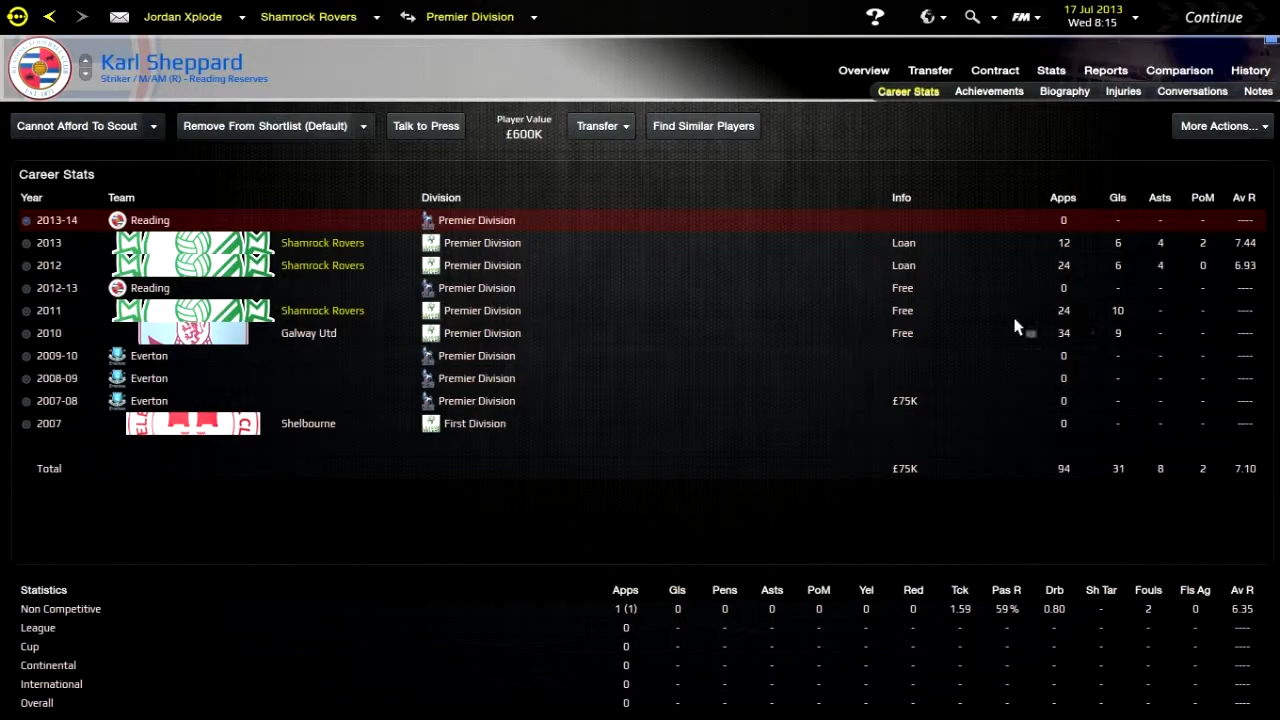 Jordan Xplode Shamrock Rovers Premier Division FM 17 Jul 2013 Continue
Wed 8:15
Karl Sheppard
Striker / M/AM (R) - Reading Reserves
Overview Transfer Contract Stats Reports Comparison History
Career Stats Achievements Biography Injuries Conversations Notes
Cannot Afford To Scout Remove From Shortlist (Default) Talk to Press Player Value £600K Transfer Find Similar Players More Actions...
Career Stats
Year Team Division Info Apps Gls Asts PoM Av R
2013-14 Reading Premier Division 0 - - - ----
2013 Shamrock Rovers Premier Division Loan 12 6 4 2 7.44
2012 Shamrock Rovers Premier Division Loan 24 6 4 0 6.93
2012-13 Reading Premier Division Free 0 - - - ----
2011 Shamrock Rovers Premier Division Free 24 10 - - ----
2010 Galway Utd Premier Division Free 34 9 - - ----
2009-10 Everton Premier Division 0 - - - ----
2008-09 Everton Premier Division 0 - - - ----
2007-08 Everton Premier Division £75K 0 - - - ----
2007 Shelbourne First Division 0 - - - ----
Total £75K 94 31 8 2 7.10
Statistics Apps Gls Pens Asts PoM Yel Red Tck Pas R Drb Sh Tar Fouls Fls Ag Av R
Non Competitive 1 (1) 0 0 0 0 0 0 1.59 59 % 0.80 - 2 0 6.35
League 0 - - - - - - - - - - - - ----
Cup 0 - - - - - - - - - - - - ----
Continental 0 - - - - - - - - - - - - ----
International 0 - - - - - - - - - - - - ----
Overall 0 - - - - - - - - - - - - ----